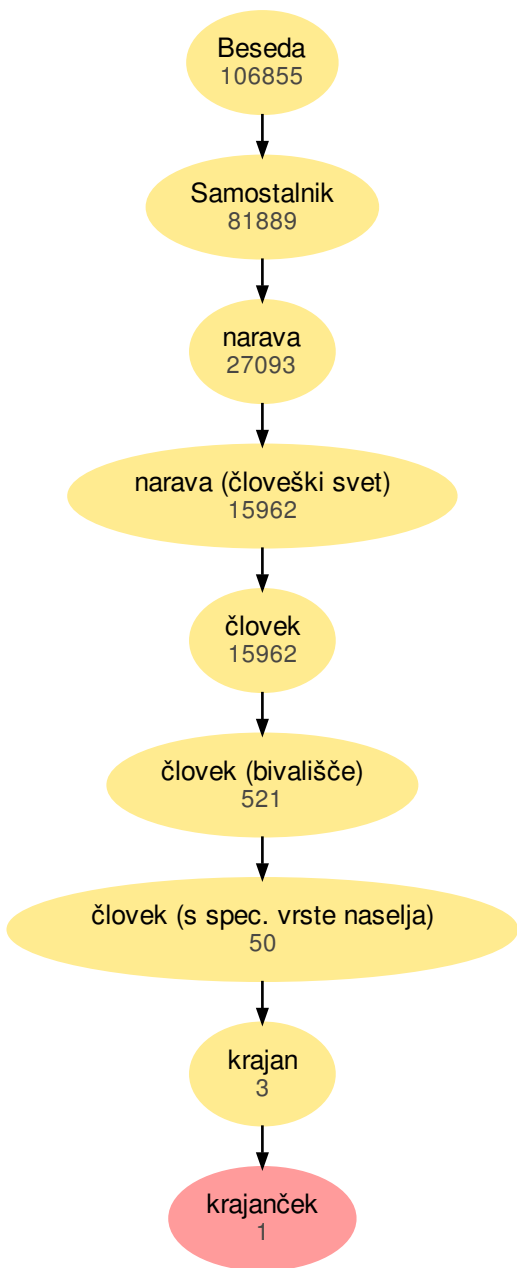 Beseda
106855
Samostalnik
81889
narava
27093
narava (človeški svet)
15962
človek
15962
človek (bivališče)
521
človek (s spec. vrste naselja)
50
krajan
3
krajanček
1